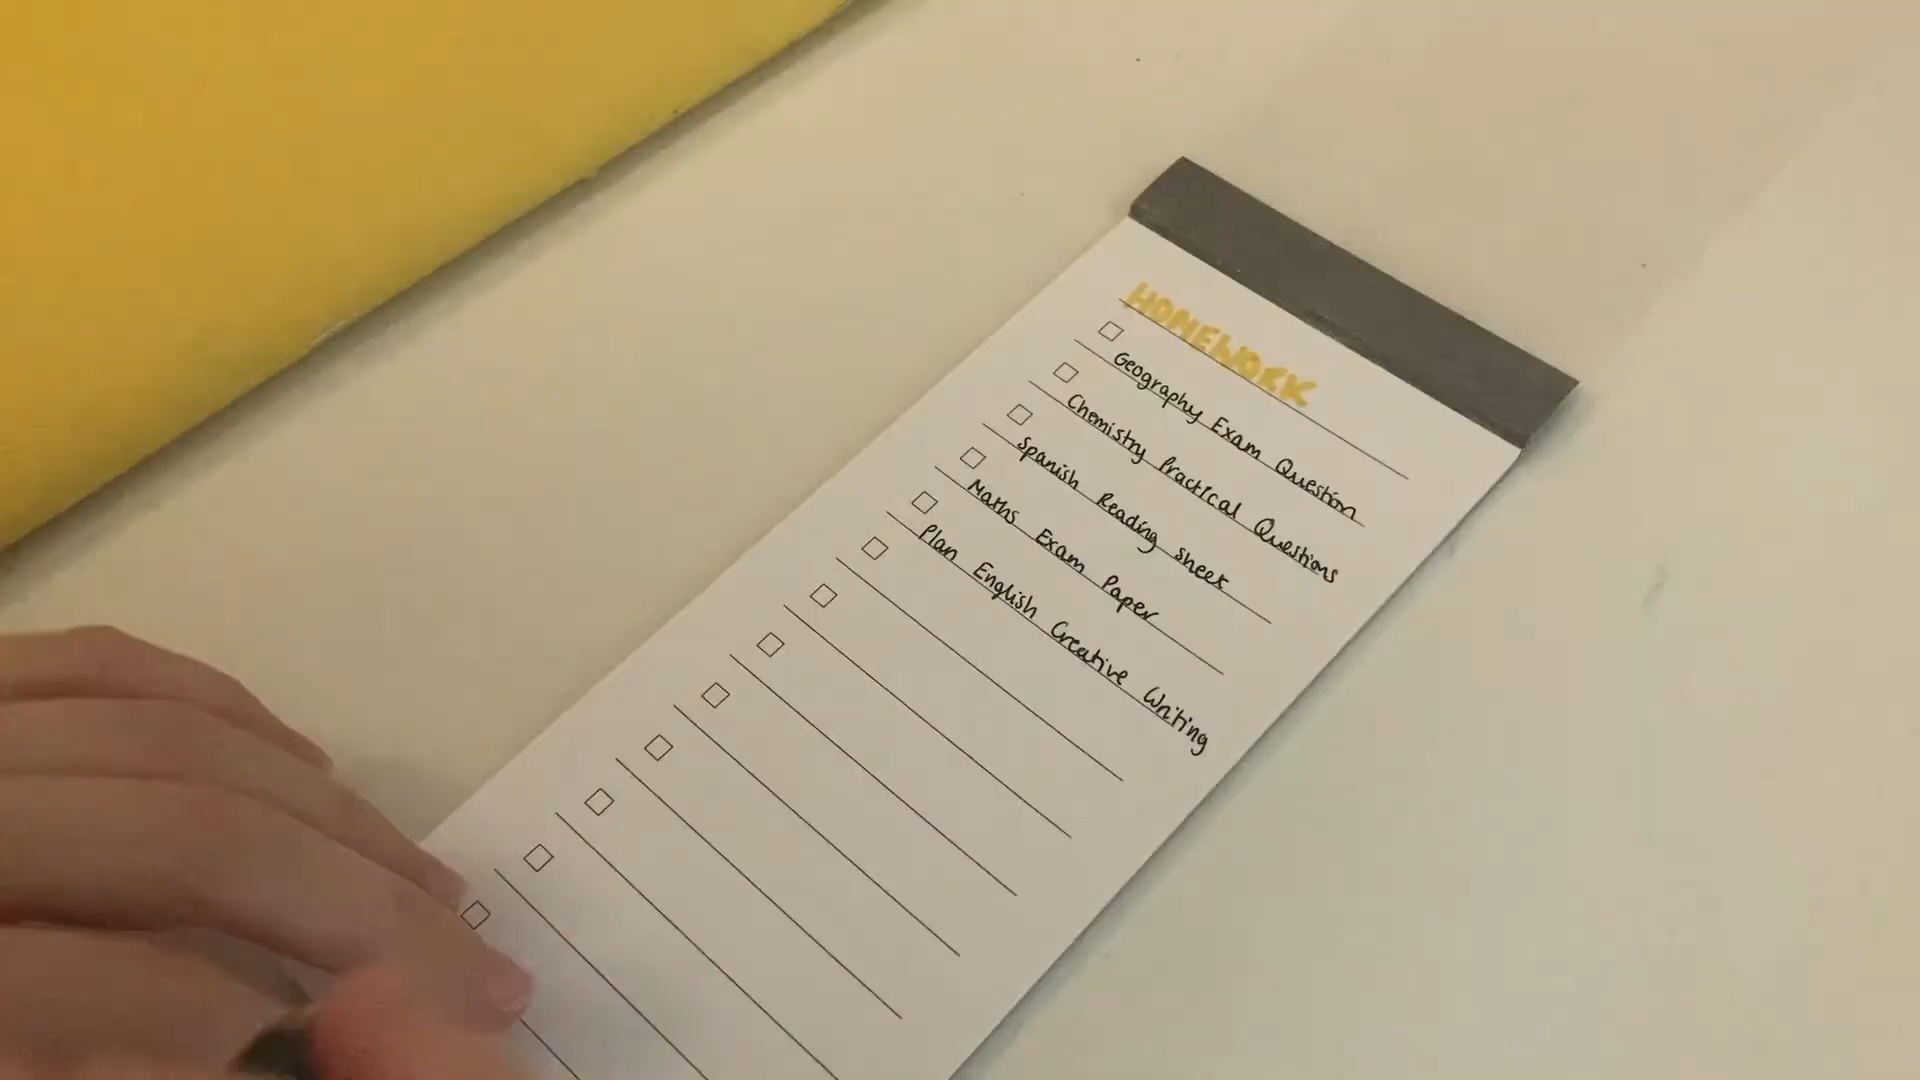 HOMEWORK
Geography Exam Question
Chemistry Practical Questions
Spanish Reading Sheet
Maths Exam Paper
Plan English Creative Writing